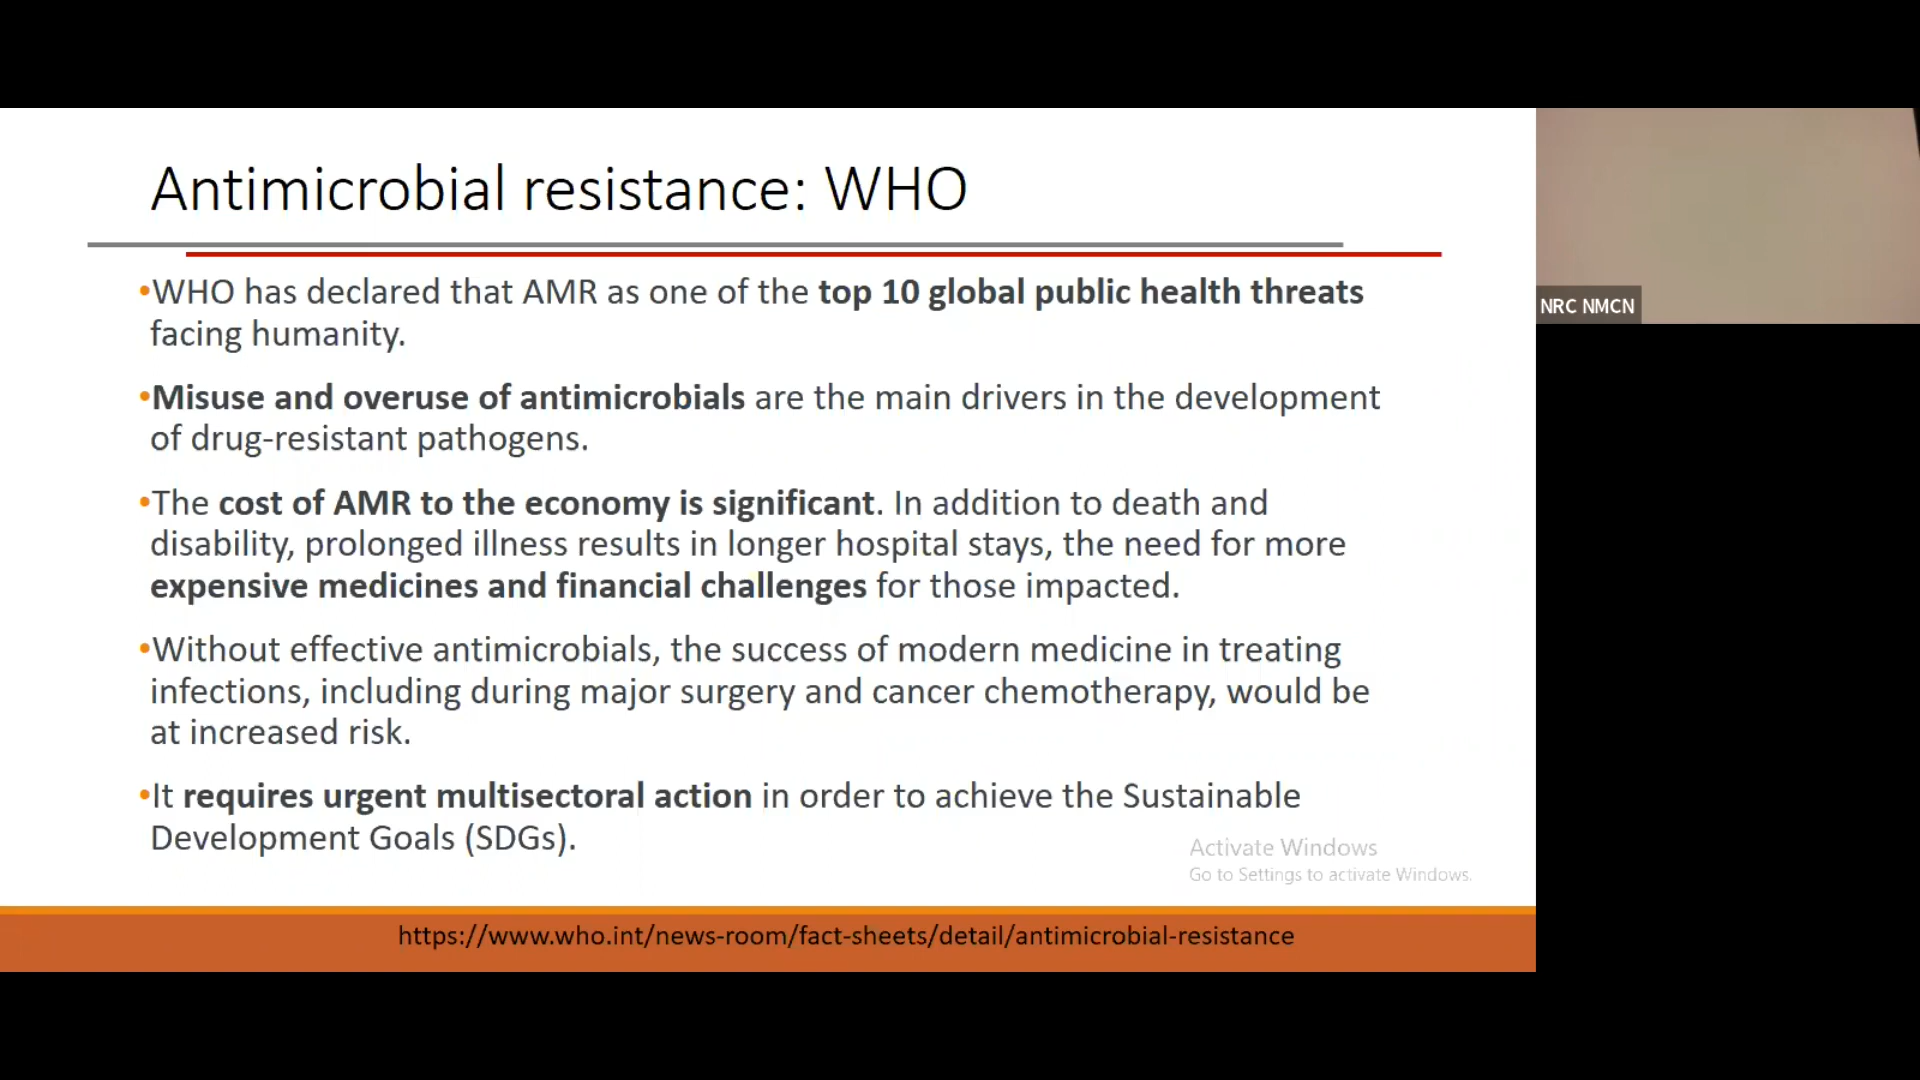 Antimicrobial resistance: WHO
•WHO has declared that AMR as one of the top 10 global public health threats
facing humanity.
•Misuse and overuse of antimicrobials are the main drivers in the development
of drug-resistant pathogens.
•The cost of AMR to the economy is significant. In addition to death and
disability, prolonged illness results in longer hospital stays, the need for more
expensive medicines and financial challenges for those impacted.
•Without effective antimicrobials, the success of modern medicine in treating
infections, including during major surgery and cancer chemotherapy, would be
at increased risk.
•It requires urgent multisectoral action in order to achieve the Sustainable
Development Goals (SDGs).
Activate Windows
Go to Settings to activate Windows.
https://www.who.int/news-room/fact-sheets/detail/antimicrobial-resistance
NRC NMCN